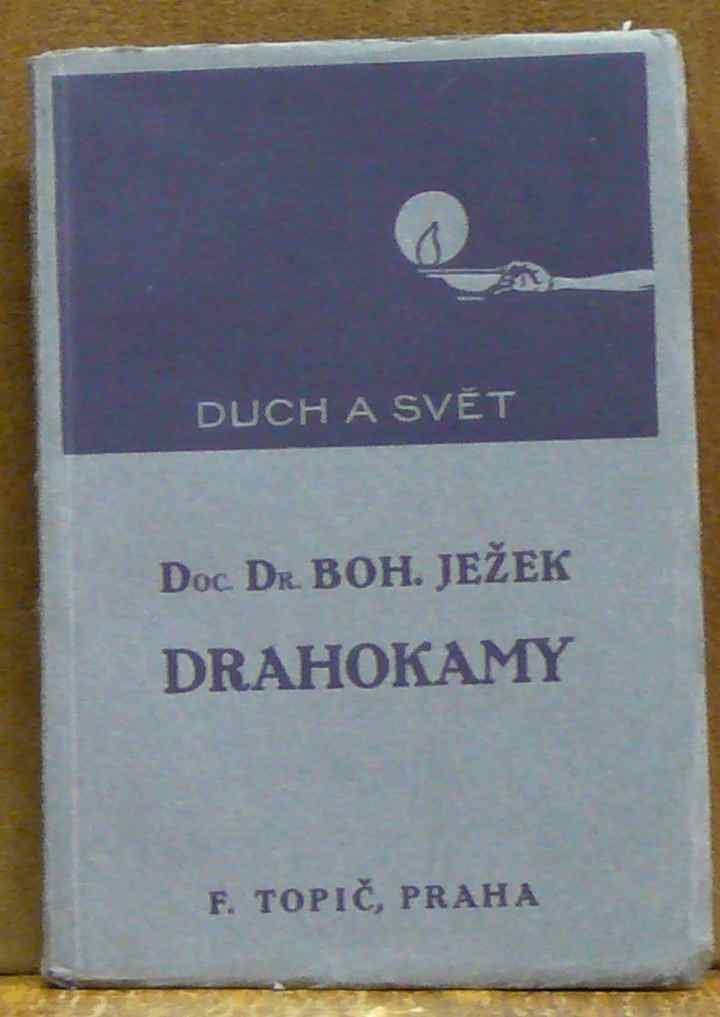 DUCH A SVĚT
Doc. Dr. BOH. JEŽEK
DRAHOKAMY
F. TOPIČ, PRAHA